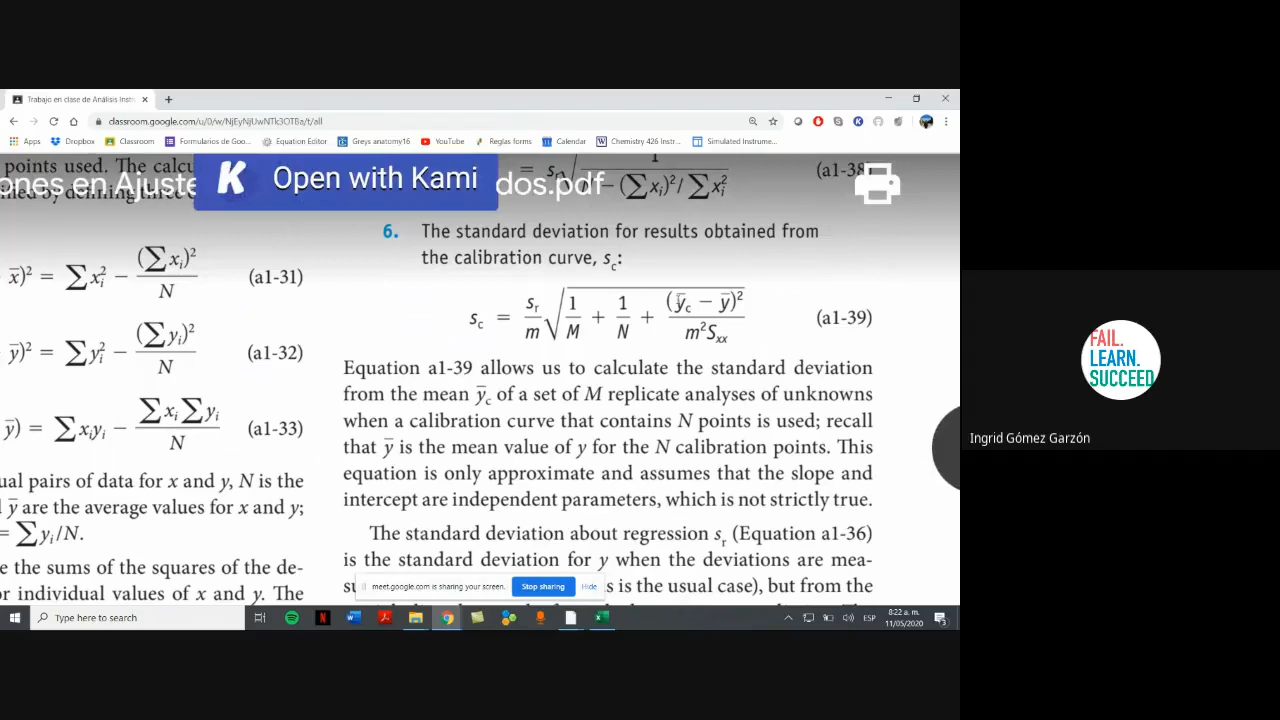 Trabajo en clase de Análisis Instr
classroom.google.com/u/0/w/NjEyNjUwNTk3OTBa/t/all
Apps Dropbox Classroom Formularios de Goo... Equation Editor Greys anatomy16 YouTube Reglas formes Calendar Chemistry 426 Instr... Simulated Instrume...
ones en Ajuste
Open with Kami
dos.pdf
points used. The calcu
x̄)² = ∑x_i² − (∑x_i)²/N (a1-31)
ȳ)² = ∑y_i² − (∑y_i)²/N (a1-32)
ȳ) = ∑x_iy_i − ∑x_i∑y_i/N (a1-33)
ual pairs of data for x and y, N is the
ȳ are the average values for x and y;
= ∑y_i/N.
e the sums of the squares of the de-
or individual values of x and y. The
− (∑x_i)²/∑x_i² (a1-38)
6. The standard deviation for results obtained from
the calibration curve, s_c:
s_c = s_r/m √(1/M + 1/N + (ȳ_c − ȳ)²/m²S_xx) (a1-39)
Equation a1-39 allows us to calculate the standard deviation
from the mean ȳ_c of a set of M replicate analyses of unknowns
when a calibration curve that contains N points is used; recall
that ȳ is the mean value of y for the N calibration points. This
equation is only approximate and assumes that the slope and
intercept are independent parameters, which is not strictly true.
The standard deviation about regression s_r (Equation a1-36)
is the standard deviation for y when the deviations are mea-
s is the usual case), but from the
meet.google.com is sharing your screen. Stop sharing Hide
Type here to search
ESP
8:22 a. m.
11/05/2020
FAIL.
LEARN.
SUCCEED
Ingrid Gómez Garzón